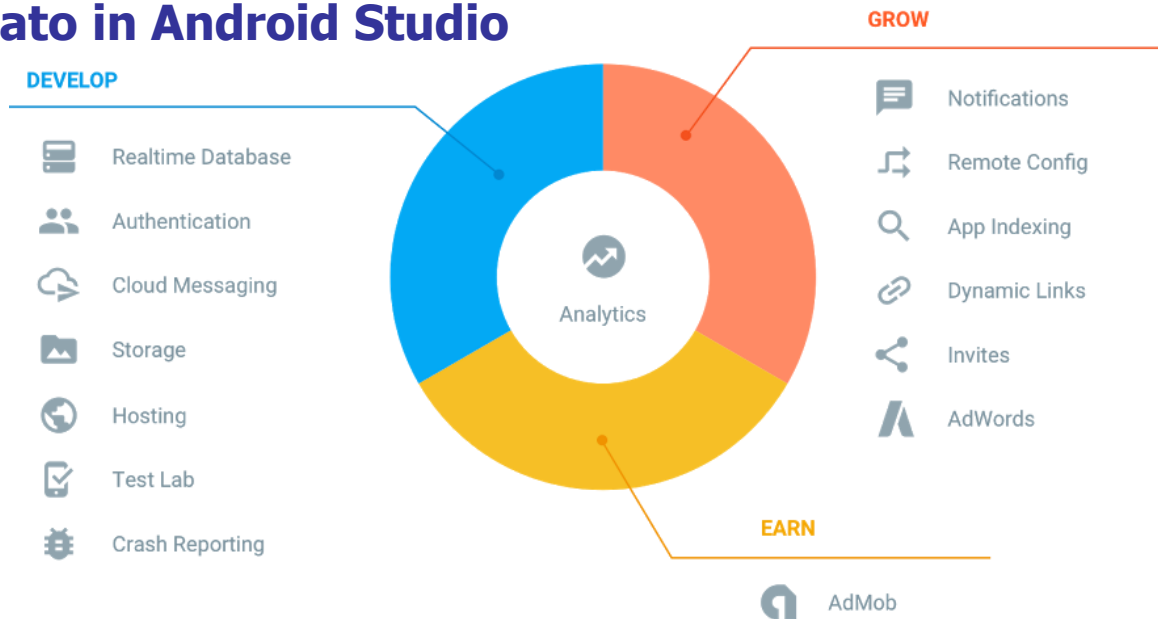 ato in Android Studio
DEVELOP
Realtime Database
Authentication
Cloud Messaging
Storage
Hosting
Test Lab
Crash Reporting
Analytics
GROW
Notifications
Remote Config
App Indexing
Dynamic Links
Invites
AdWords
EARN
AdMob